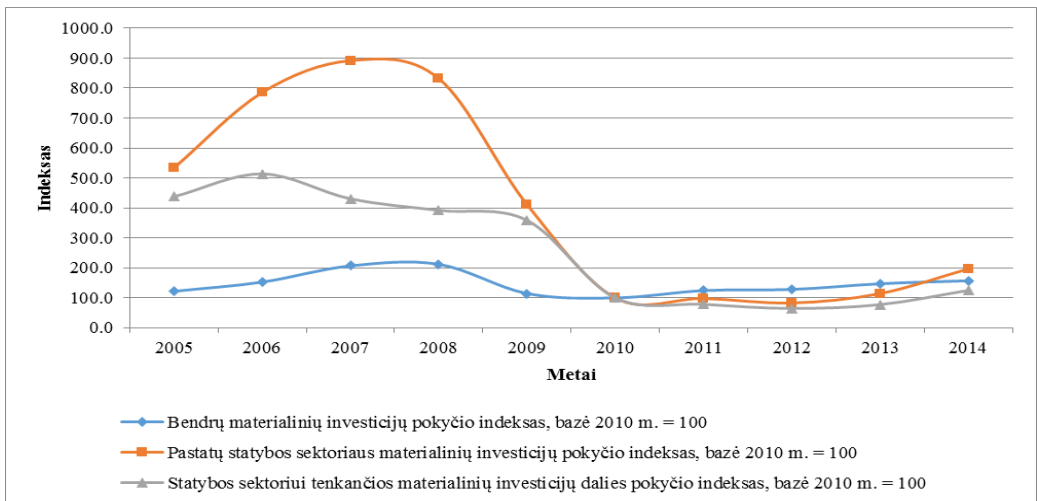 1000.0
900.0
800.0
700.0
600.0
500.0
400.0
300.0
200.0
100.0
0.0
Indeksas
2005 2006 2007 2008 2009 2010 2011 2012 2013 2014
Metai
Bendrų materialinių investicijų pokyčio indeksas, bazė 2010 m. = 100
Pastatų statybos sektoriaus materialinių investicijų pokyčio indeksas, bazė 2010 m. = 100
Statybos sektoriui tenkančios materialinių investicijų dalies pokyčio indeksas, bazė 2010 m. = 100